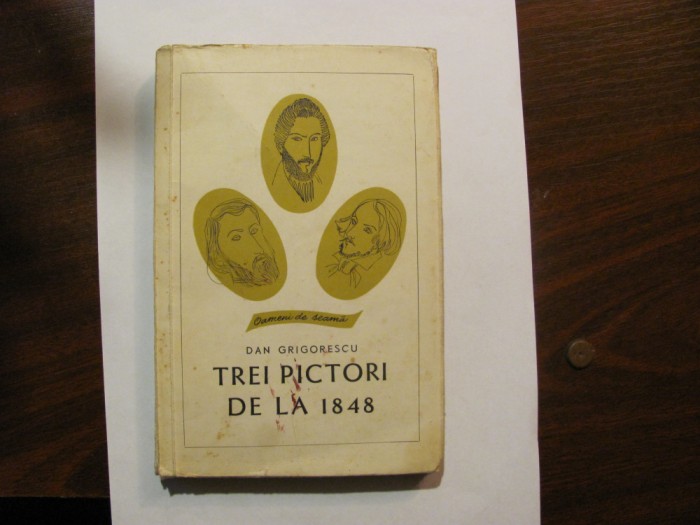 Oameni de seamă
DAN GRIGORESCU
TREI PICTORI
DE LA 1848